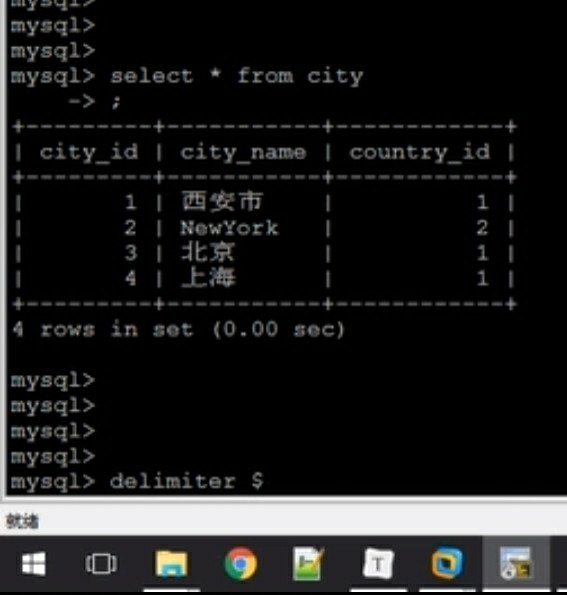 mysql>
mysql>
mysql>
mysql> select * from city
    -> ;
+---------+-----------+------------+
| city_id | city_name | country_id |
+---------+-----------+------------+
|       1 | 西安市    |          1 |
|       2 | NewYork   |          2 |
|       3 | 北京      |          1 |
|       4 | 上海      |          1 |
+---------+-----------+------------+
4 rows in set (0.00 sec)
mysql>
mysql>
mysql>
mysql>
mysql> delimiter $
就绪
T